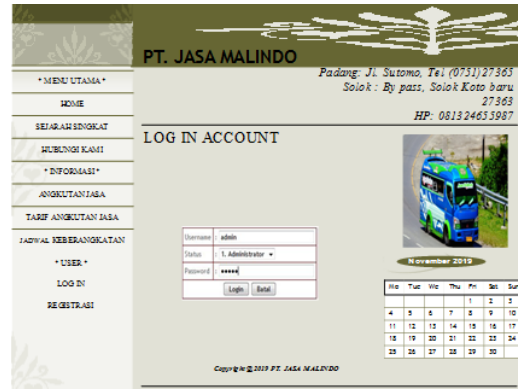 PT. JASA MALINDO
Padang: Jl. Sutomo, Tel (0751)27365
Solok : By pass, Solok Koto baru
27363
HP: 081324655987
* MENU UTAMA *
HOME
SEJARAH SINGKAT
HUBUNGI KAMI
* INFORMASI *
ANGKUTAN JASA
TARIF ANGKUTAN JASA
JADWAL KEBERANGKATAN
* USER *
LOG IN
REGISTRASI
LOG IN ACCOUNT
Username : admin
Status : 1. Administrator
Password : •••••
Login Batal
November 2019
Mo Tue We Thu Fri Sat Sun
1 2 3
4 5 6 7 8 9 10
11 12 13 14 15 16 17
18 19 20 21 22 23 24
25 26 27 28 29 30
Copyright @ 2019 PT. JASA MALINDO